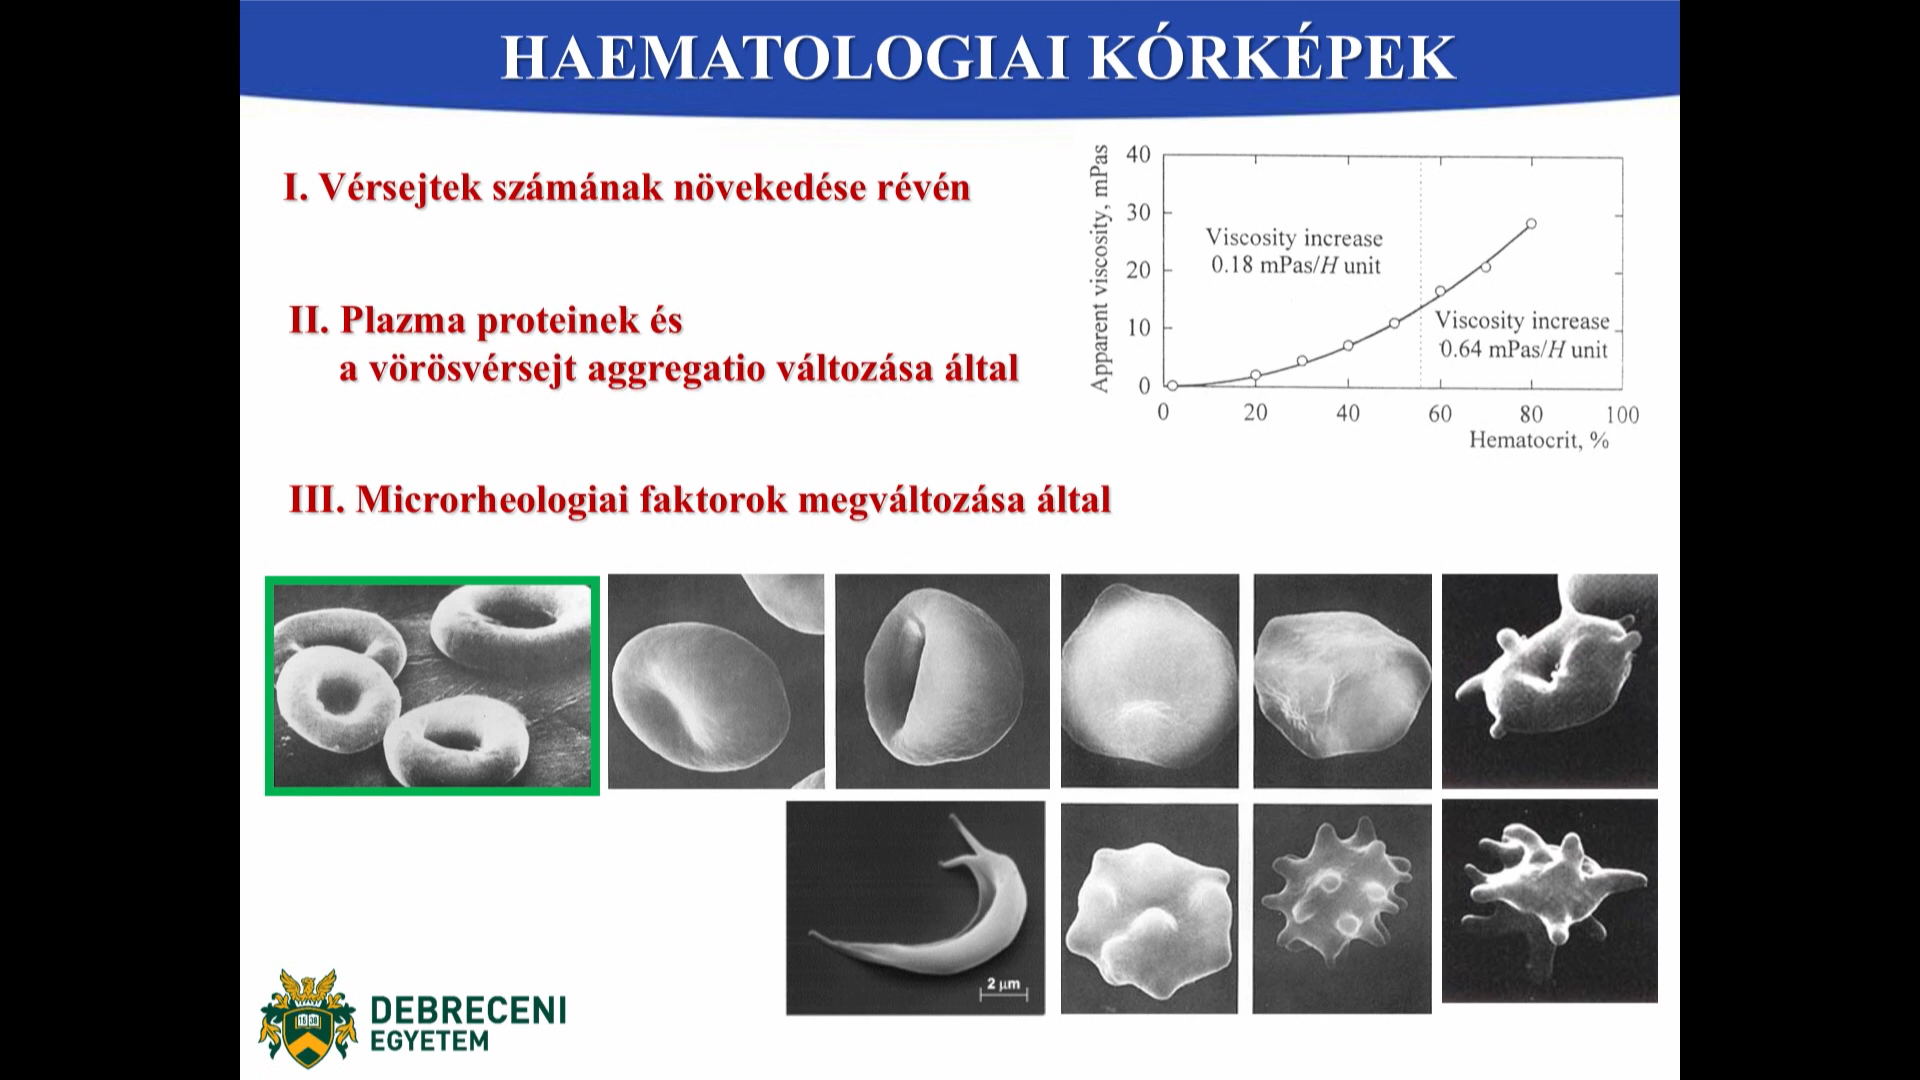 HAEMATOLOGIAI KÓRKÉPEK
I. Vérsejtek számának növekedése révén
II. Plazma proteinek és
a vörösvérsejt aggregatio változása által
III. Microrheologiai faktorok megváltozása által
Apparent viscosity, mPas
40
30
20
10
0
Viscosity increase
0.18 mPas/H unit
Viscosity increase
0.64 mPas/H unit
0 20 40 60 80 100
Hematocrit, %
2 µm
1538
DEBRECENI
EGYETEM